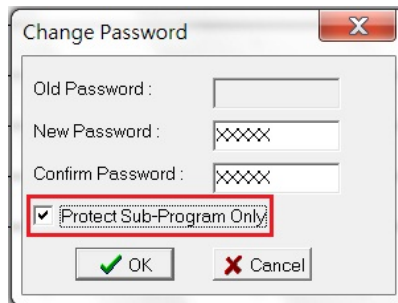 Change Password
Old Password :
New Password : XXXXX
Confirm Password : XXXXX
Protect Sub-Program Only
OK Cancel